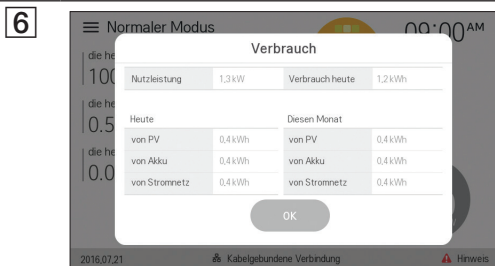 6
Normaler Modus
09:00 AM
Verbrauch
die he
100
Nutzleistung 1,3 kW Verbrauch heute 1,2 kWh
die he
0.5
Heute Diesen Monat
von PV 0,4 kWh von PV 0,4 kWh
die he
0.0
von Akku 0,4 kWh von Akku 0,4 kWh
von Stromnetz 0,4 kWh von Stromnetz 0,4 kWh
OK
2016,07,21 Kabelgebundene Verbindung Hinweis